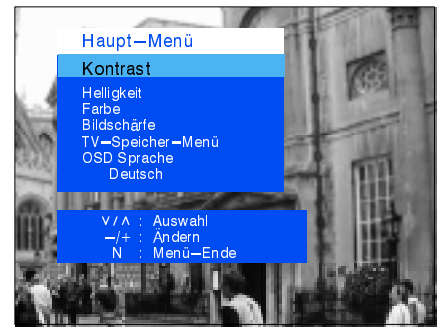 Haupt–Menü
Kontrast
Helligkeit
Farbe
Bildschärfe
TV–Speicher–Menü
OSD Sprache
Deutsch
∨/∧ : Auswahl
–/+ : Ändern
N : Menü–Ende